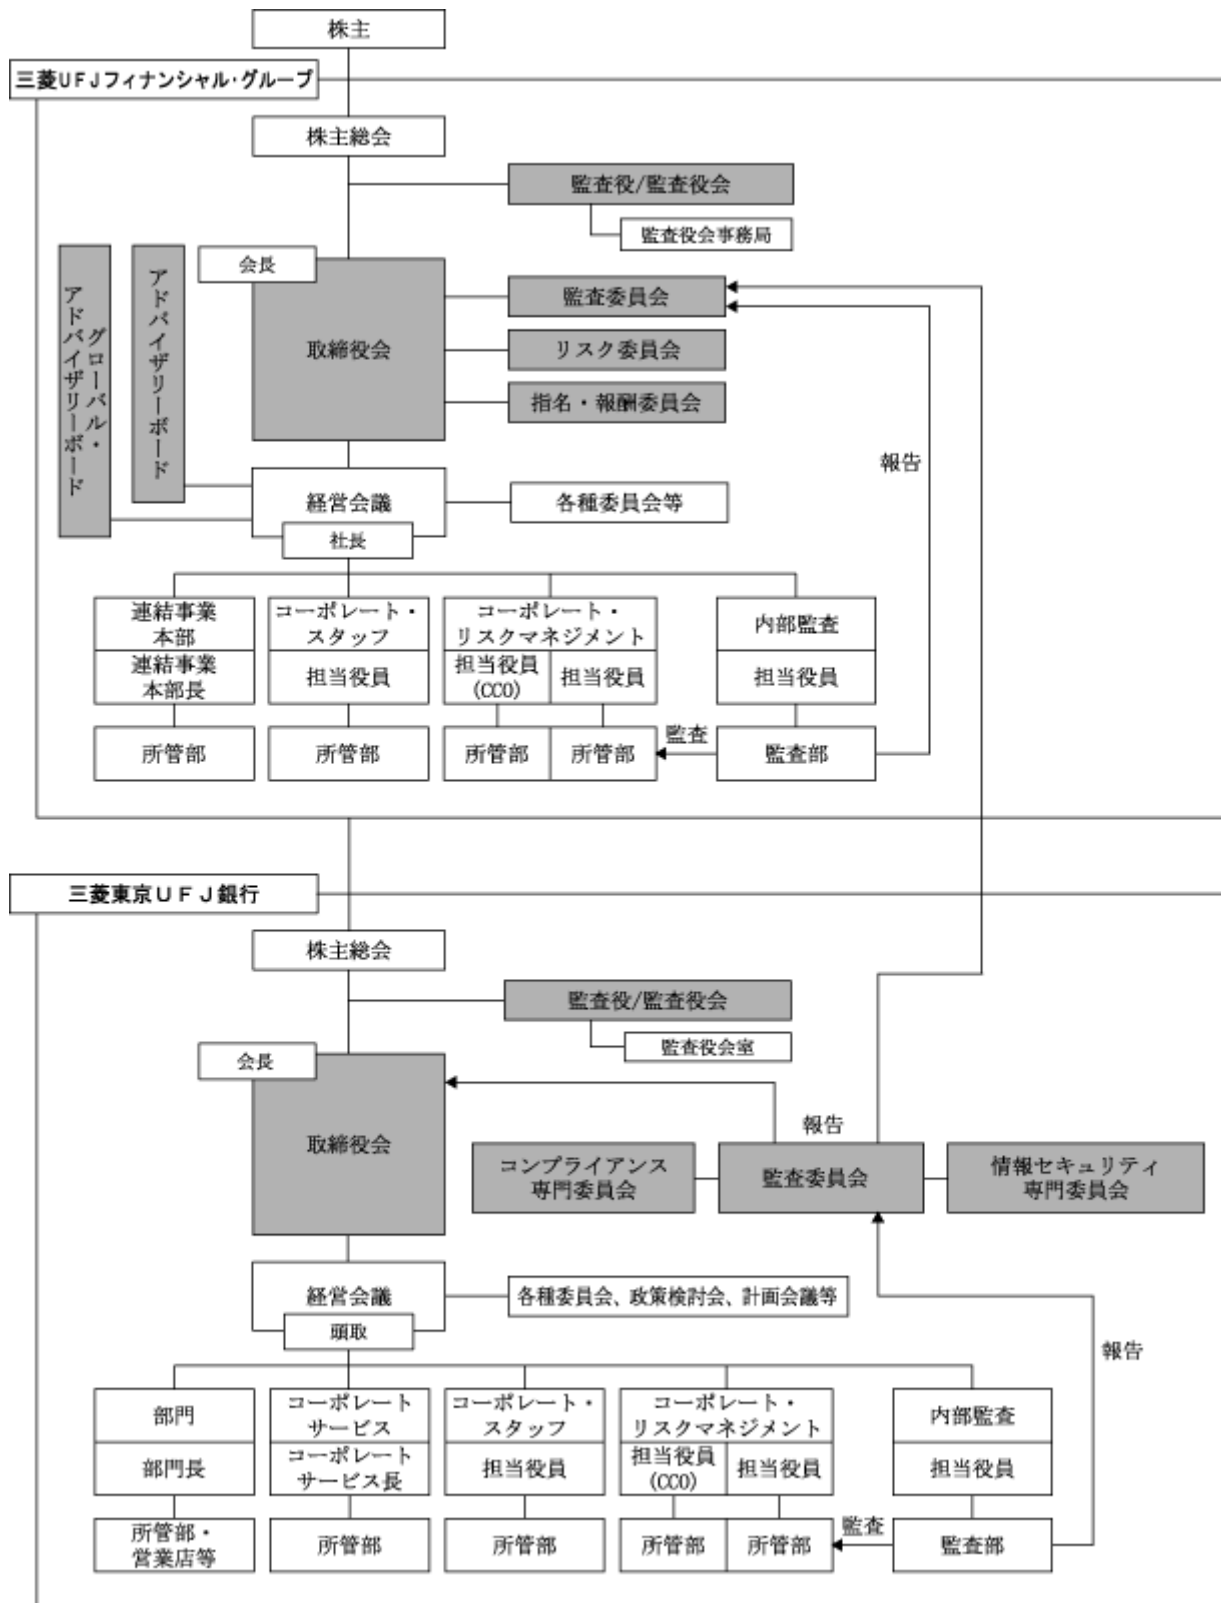 株主
三菱UFJフィナンシャル・グループ
株主総会
監査役/監査役会
監査役会事務局
会長
取締役会
監査委員会
リスク委員会
指名・報酬委員会
グローバル・
アドバイザリーボード
アドバイザリーボード
報告
経営会議
社長
各種委員会等
連結事業
本部
連結事業
本部長
所管部
コーポレート・
スタッフ
担当役員
所管部
コーポレート・
リスクマネジメント
担当役員
(CCO)
担当役員
所管部
所管部
監査
内部監査
担当役員
監査部
三菱東京UFJ銀行
株主総会
監査役/監査役会
監査役会室
会長
取締役会
報告
コンプライアンス
専門委員会
監査委員会
情報セキュリティ
専門委員会
経営会議
頭取
各種委員会、政策検討会、計画会議等
報告
部門
部門長
所管部・
営業店等
コーポレート
サービス
コーポレート
サービス長
所管部
コーポレート・
スタッフ
担当役員
所管部
コーポレート・
リスクマネジメント
担当役員
(CCO)
担当役員
所管部
所管部
監査
内部監査
担当役員
監査部